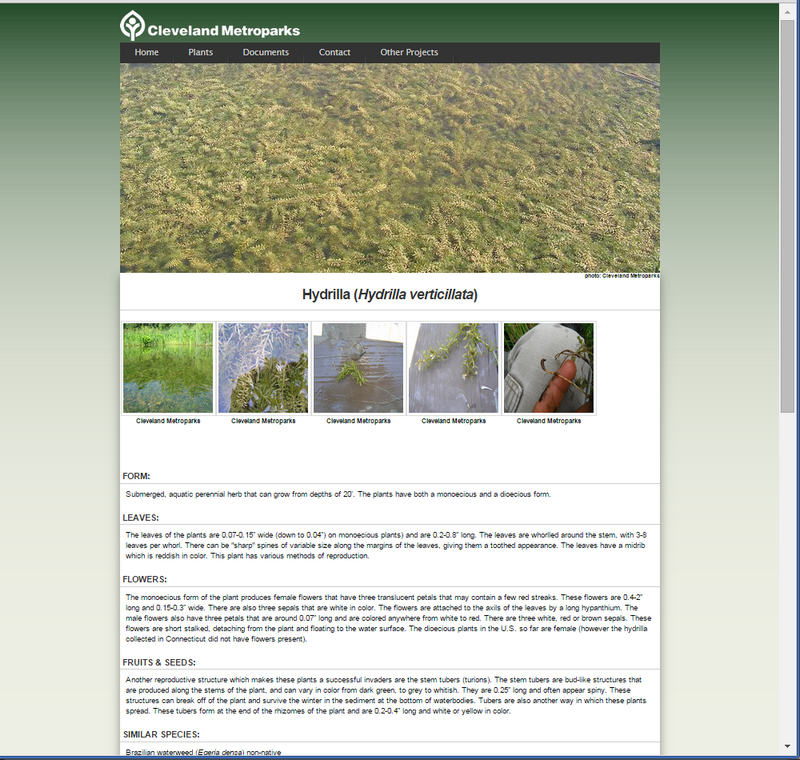 Cleveland Metroparks
Home Plants Documents Contact Other Projects
photo: Cleveland Metroparks
Hydrilla (Hydrilla verticillata)
Cleveland Metroparks Cleveland Metroparks Cleveland Metroparks Cleveland Metroparks Cleveland Metroparks
FORM:
Submerged, aquatic perennial herb that can grow from depths of 20'. The plants have both a monoecious and a dioecious form.
LEAVES:
The leaves of the plants are 0.07-0.15" wide (down to 0.04") on monoecious plants) and are 0.2-0.8" long. The leaves are whorlled around the stem, with 3-8
leaves per whorl. There can be "sharp" spines of variable size along the margins of the leaves, giving them a toothed appearance. The leaves have a midrib
which is reddish in color. This plant has various methods of reproduction.
FLOWERS:
The monoecious form of the plant produces female flowers that have three translucent petals that may contain a few red streaks. These flowers are 0.4-2"
long and 0.15-0.3" wide. There are also three sepals that are white in color. The flowers are attached to the axils of the leaves by a long hypanthium. The
male flowers also have three petals that are around 0.07" long and are colored anywhere from white to red. There are three white, red or brown sepals. These
flowers are short stalked, detaching from the plant and floating to the water surface. The dioecious plants in the U.S. so far are female (however the hydrilla
collected in Connecticut did not have flowers present).
FRUITS & SEEDS:
Another reproductive structure which makes these plants a successful invaders are the stem tubers (turions). The stem tubers are bud-like structures that
are produced along the stems of the plant, and can vary in color from dark green, to grey to whitish. They are 0.25" long and often appear spiny. These
structures can break off of the plant and survive the winter in the sediment at the bottom of waterbodies. Tubers are also another way in which these plants
spread. These tubers form at the end of the rhizomes of the plant and are 0.2-0.4" long and white or yellow in color.
SIMILAR SPECIES:
Brazilian waterweed (Egeria densa) non-native